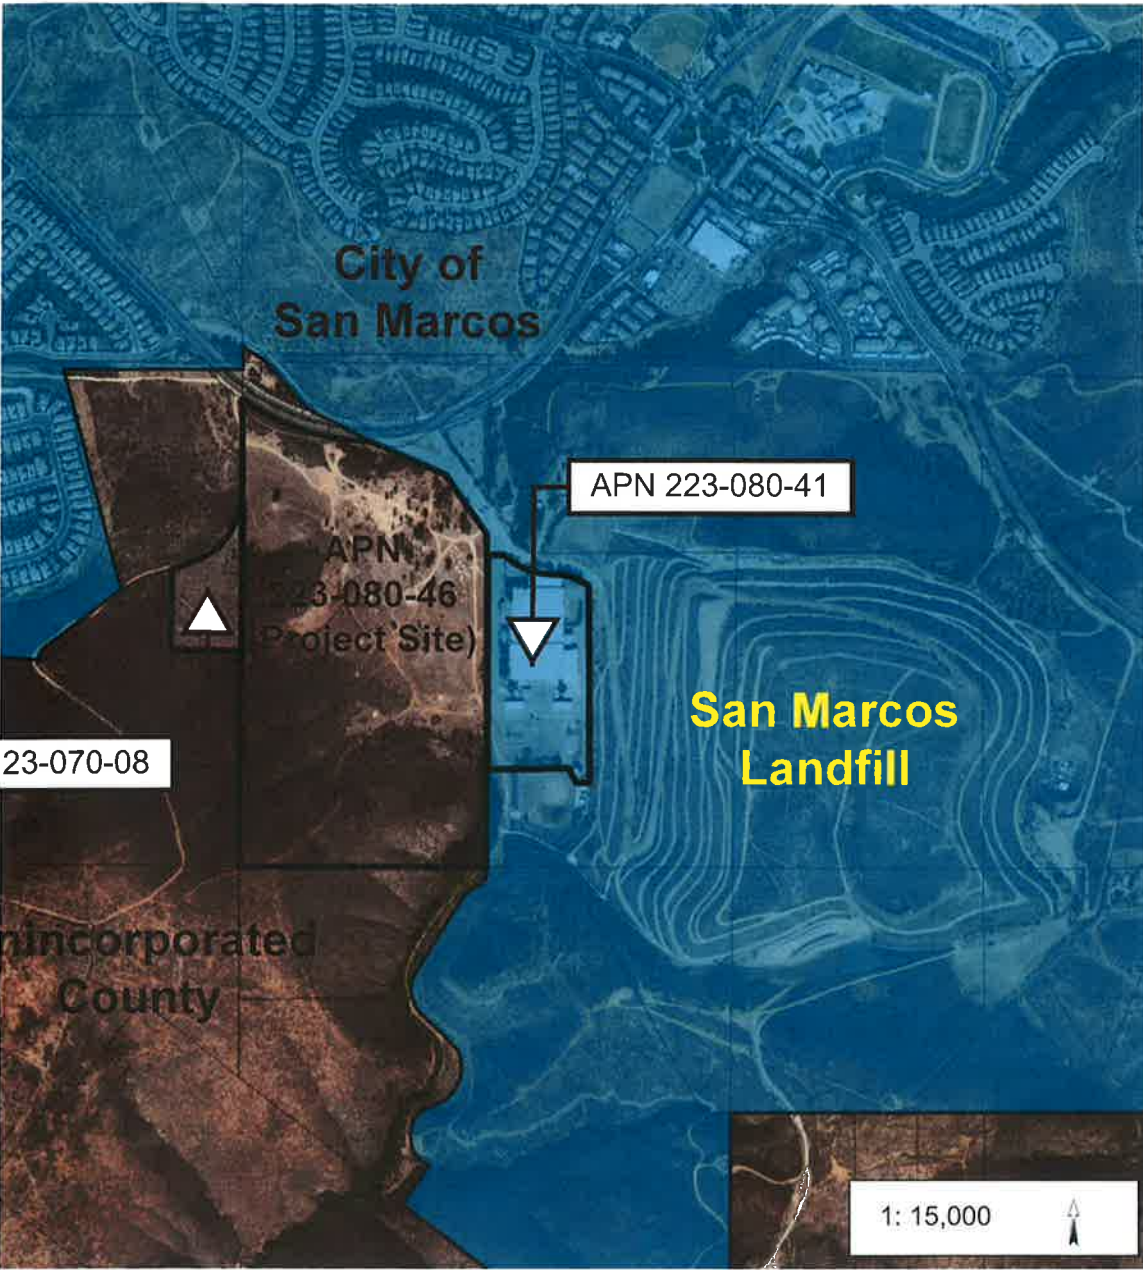 City of
San Marcos
APN 223-080-41
APN
223-080-46
Project Site)
San Marcos
Landfill
23-070-08
nincorporated
County
1: 15,000